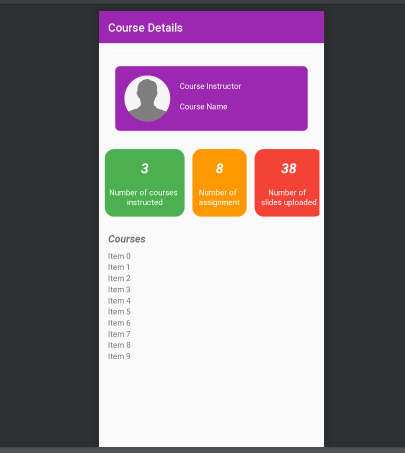 Course Details
Course Instructor
Course Name
3
Number of courses
instructed
8
Number of
assignment
38
Number of
slides uploaded
Courses
Item 0
Item 1
Item 2
Item 3
Item 4
Item 5
Item 6
Item 7
Item 8
Item 9